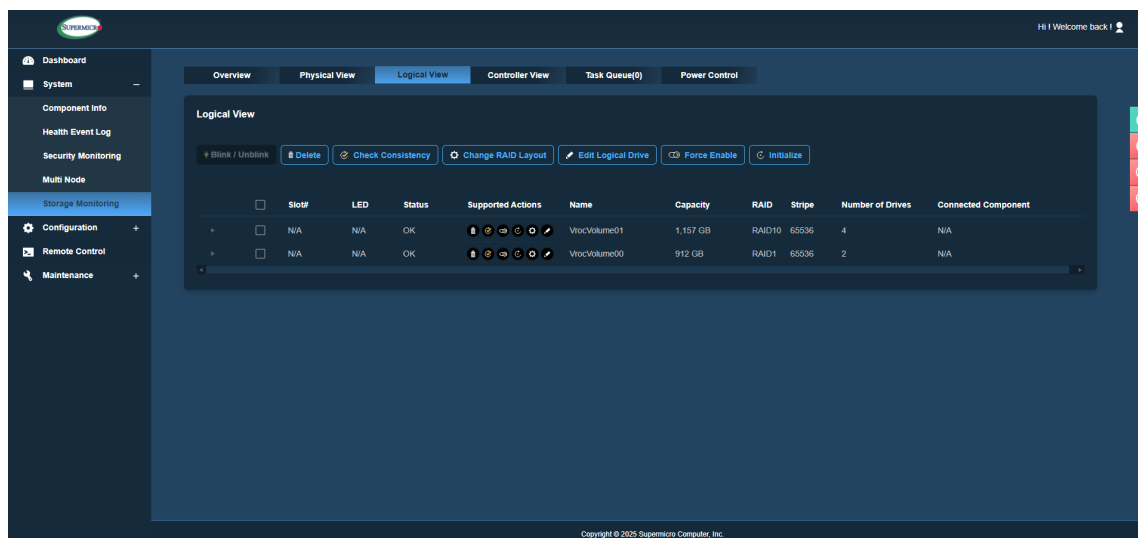 SUPERMICR
Hi ! Welcome back !
Dashboard
System −
Component Info
Health Event Log
Security Monitoring
Multi Node
Storage Monitoring
Configuration +
Remote Control
Maintenance +
Overview Physical View Logical View Controller View Task Queue(0) Power Control
Logical View
Blink / Unblink Delete Check Consistency Change RAID Layout Edit Logical Drive Force Enable Initialize
Slot# LED Status Supported Actions Name Capacity RAID Stripe Number of Drives Connected Component
N/A N/A OK VrocVolume01 1,157 GB RAID10 65536 4 N/A
N/A N/A OK VrocVolume00 912 GB RAID1 65536 2 N/A
Copyright © 2025 Supermicro Computer, Inc.